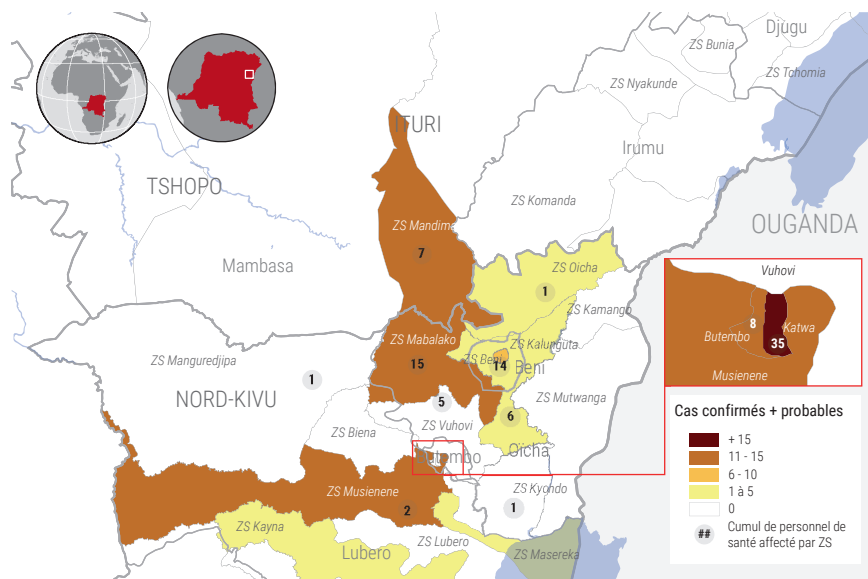 Djugu
ZS Bunia
ZS Tchomia
ZS Nyakunde
ITURI
Irumu
TSHOPO
ZS Komanda
OUGANDA
ZS Mandima
7
Mambasa
ZS Oicha
1
Vuhovi
ZS Kamango
8
Butembo
Katwa
35
Musienene
ZS Mabalako
15
ZS Kalunguta
ZS Beni
14
Beni
ZS Manguredjipa
1
NORD-KIVU
5
6
ZS Mutwanga
ZS Vuhovi
ZS Biena
Oïcha
Butembo
ZS Musienene
2
ZS Kyondo
1
ZS Kayna
ZS Lubero
Lubero
ZS Masereka
Cas confirmés + probables
+ 15
11 - 15
6 - 10
1 à 5
0
## Cumul de personnel de
santé affecté par ZS